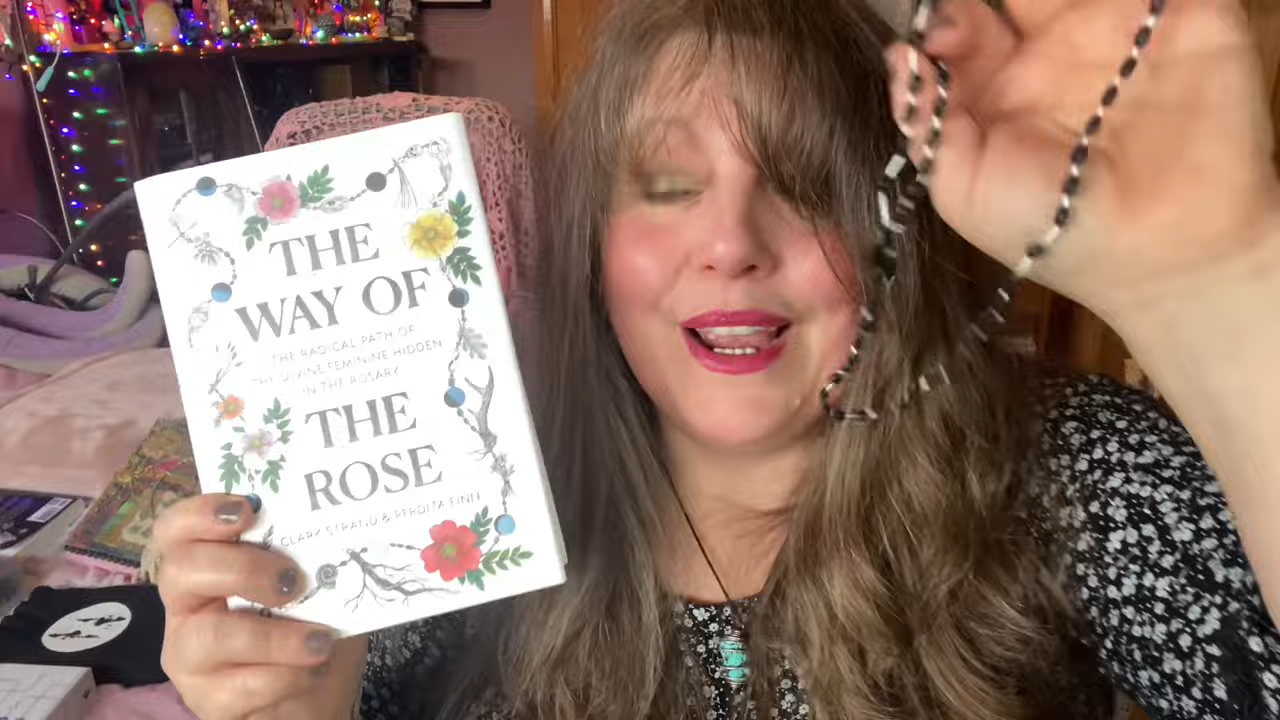 THE
WAY OF
THE RADICAL PATH OF
THE DIVINE FEMININE HIDDEN
IN THE ROSARY
THE
ROSE
CLARK STRAND & PERDITA FINN